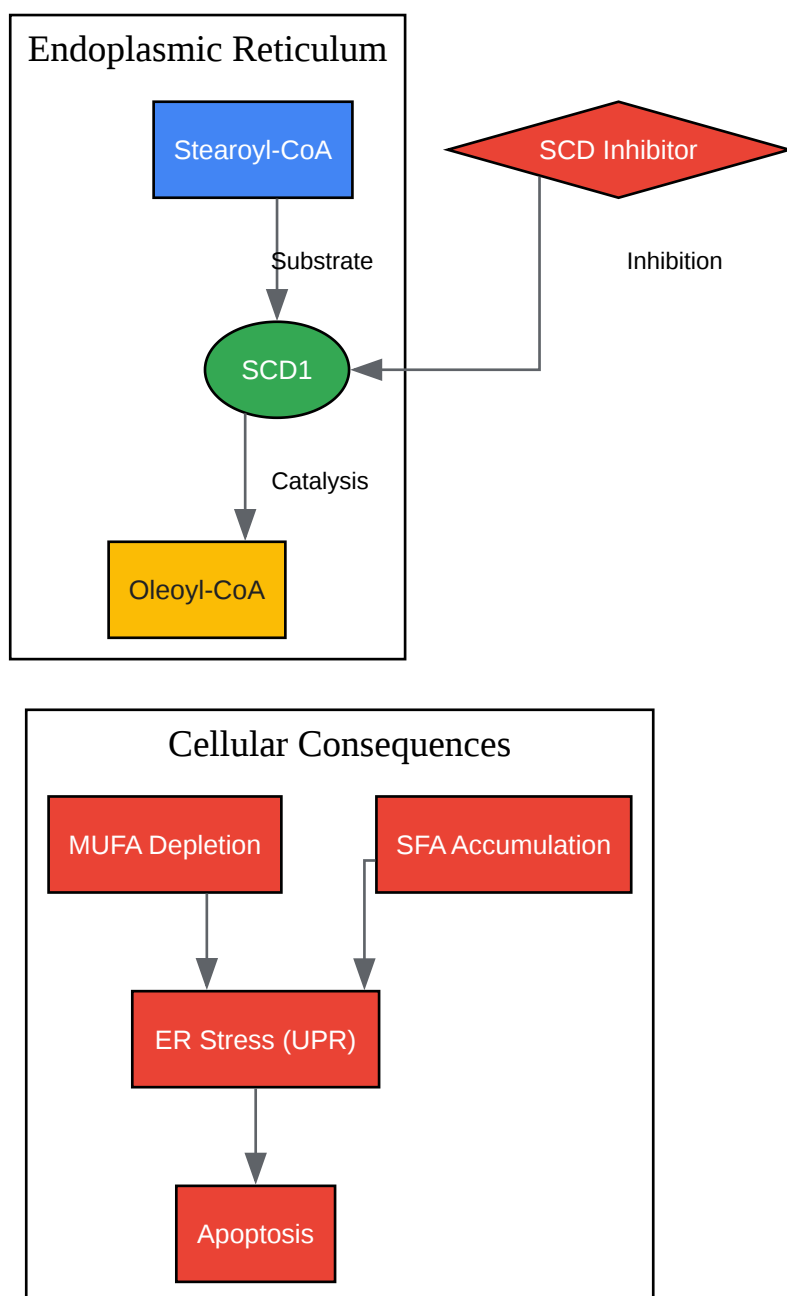 Endoplasmic Reticulum
Stearoyl-CoA
SCD Inhibitor
Substrate
Inhibition
SCD1
Catalysis
Oleoyl-CoA
Cellular Consequences
MUFA Depletion
SFA Accumulation
ER Stress (UPR)
Apoptosis